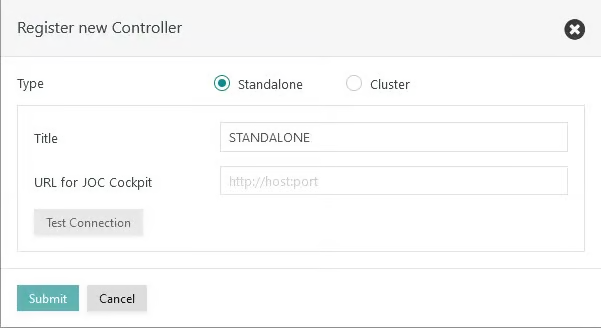 Register new Controller
Type Standalone Cluster
Title STANDALONE
URL for JOC Cockpit http://host:port
Test Connection
Submit Cancel